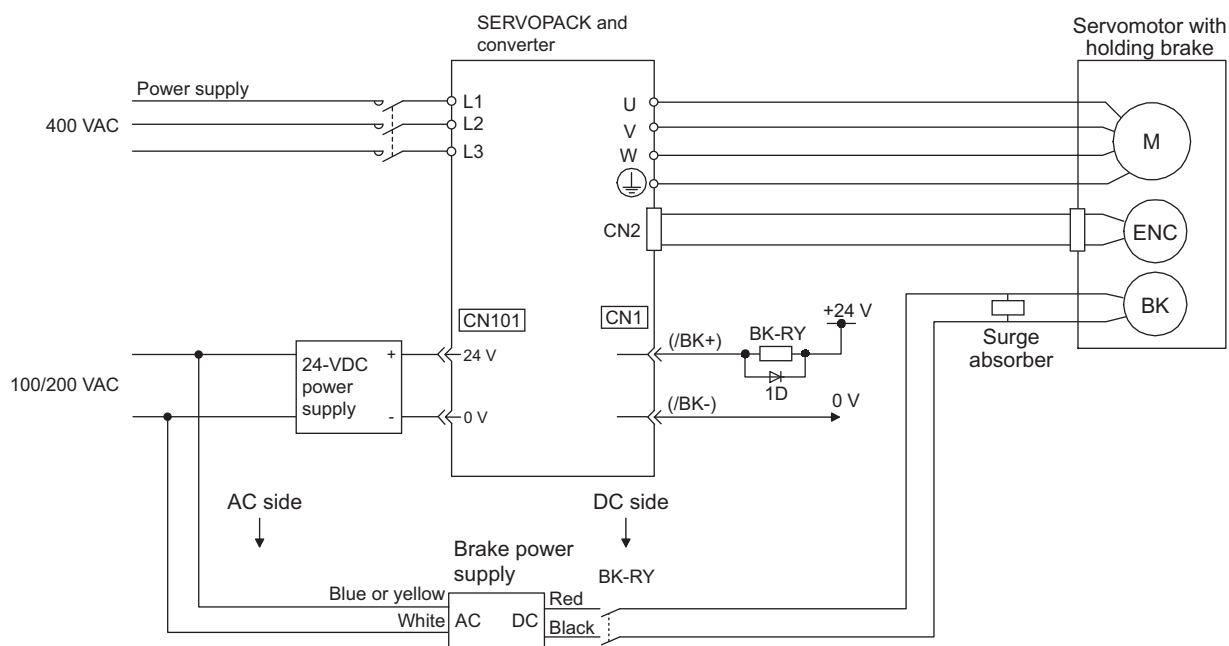 SERVOPACK and
converter
Servomotor with
holding brake
Power supply
400 VAC
L1
L2
L3
U
V
W
M
CN2
ENC
CN101
CN1
+24 V
BK
(/BK+)
BK-RY
Surge
absorber
100/200 VAC
24-VDC
power
supply
+
-
24 V
0 V
1D
(/BK-)
0 V
AC side
DC side
Brake power
supply
BK-RY
Blue or yellow
White
AC
DC
Red
Black